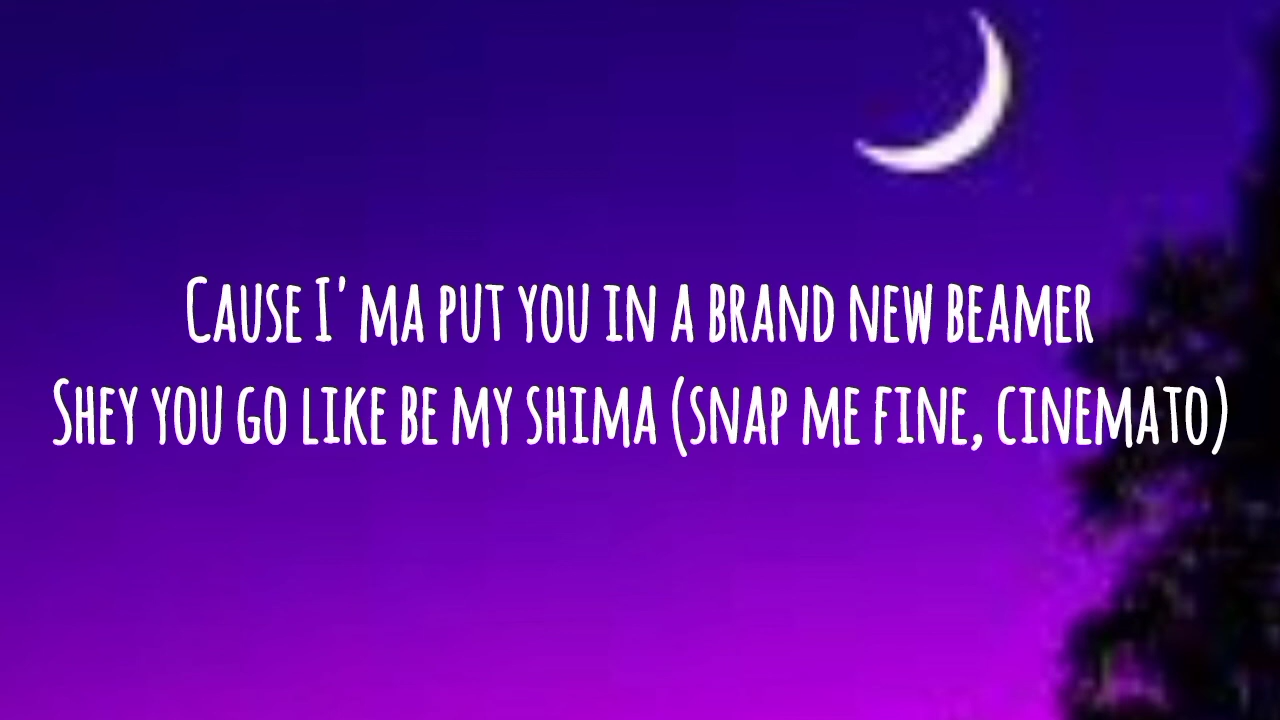 Cause I'ma put you in a brand new beamer
Shey you go like be my shima (snap me fine, cinemato)